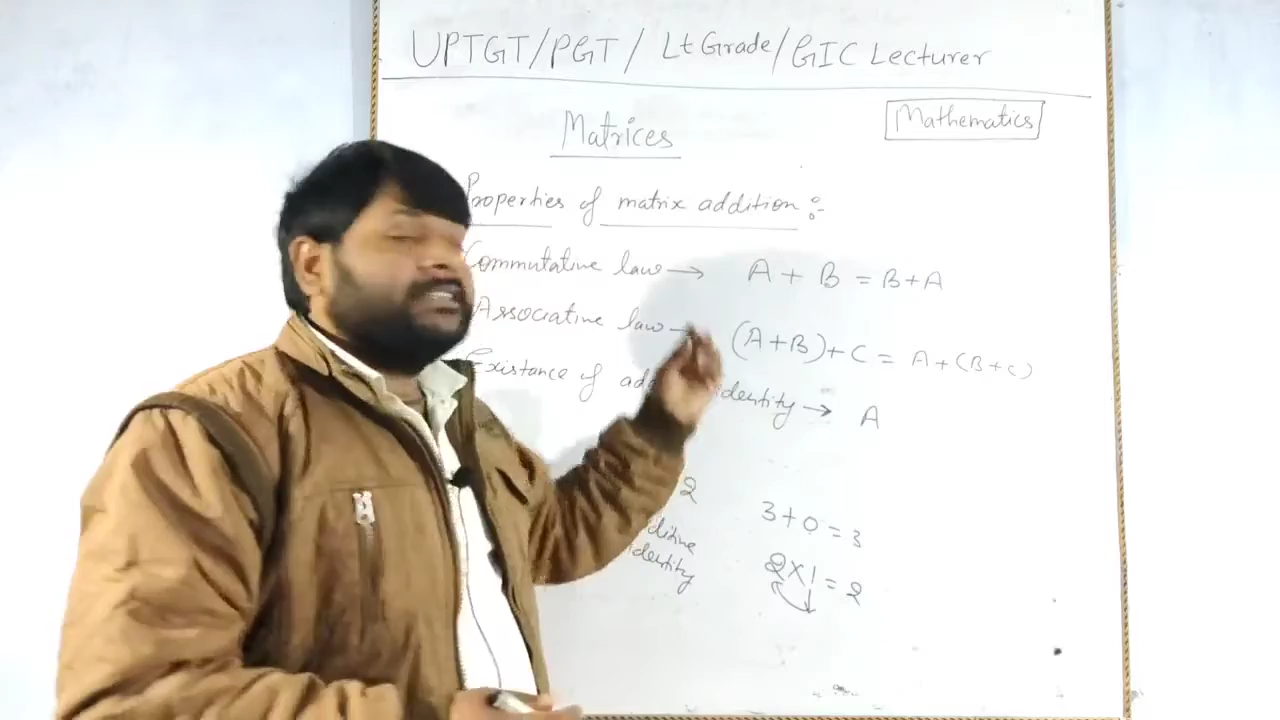 UPTGT/PGT/ Lt Grade/GIC Lecturer
Mathematics
Matrices
Properties of matrix addition :-
Commutative law → A + B = B + A
Associative law → (A+B)+C = A+(B+C)
Existance of identity → A
2
3+0=3
identity
2×1=2